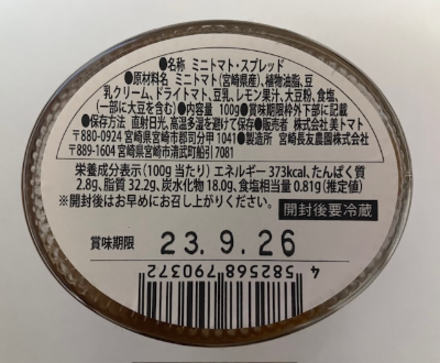 ●名称 ミニトマト・スプレッド
●原材料名 ミニトマト(宮崎県産)、植物油脂、豆
乳クリーム、ドライトマト、豆乳、レモン果汁、大豆粉、食塩、
(一部に大豆を含む)●内容量 100g●賞味期限枠外下部に記載
●保存方法 直射日光、高温多湿を避けて保存●販売者 株式会社 美トマト
〒880-0924 宮崎県宮崎市郡司分甲1041●製造所 宮崎長友農園株式会社
〒889-1604 宮崎県宮崎市清武町船引7081
栄養成分表示(100g 当たり) エネルギー 373kcal、たんぱく質
2.8g、脂質 32.2g、炭水化物 18.0g、食塩相当量 0.81g (推定値)
※開封後はお早めにお召し上がりください。 開封後要冷蔵
賞味期限 23.9.26
4 582568 790372